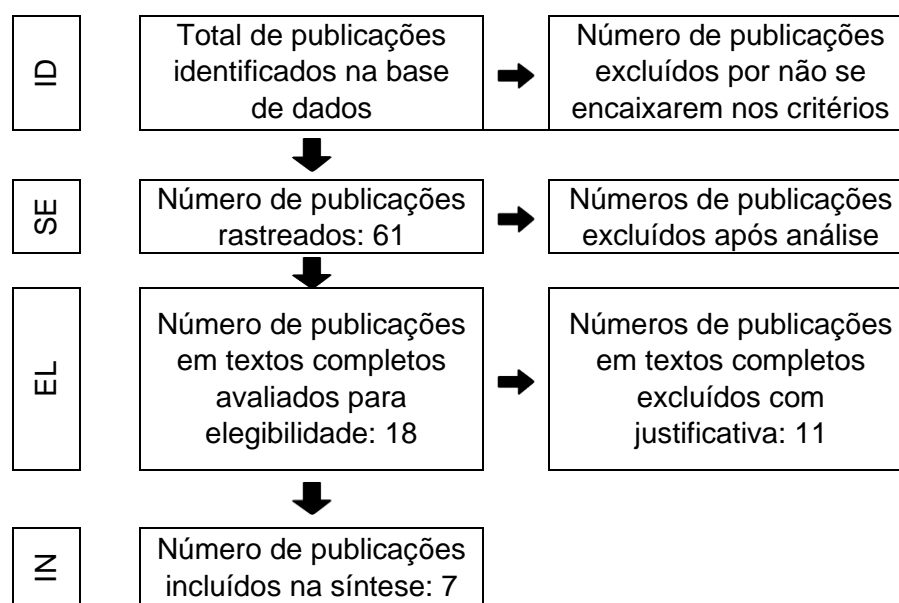 ID
Total de publicações
identificados na base
de dados
Número de publicações
excluídos por não se
encaixarem nos critérios
SE
Número de publicações
rastreados: 61
Números de publicações
excluídos após análise
EL
Número de publicações
em textos completos
avaliados para
elegibilidade: 18
Números de publicações
em textos completos
excluídos com
justificativa: 11
IN
Número de publicações
incluídos na síntese: 7